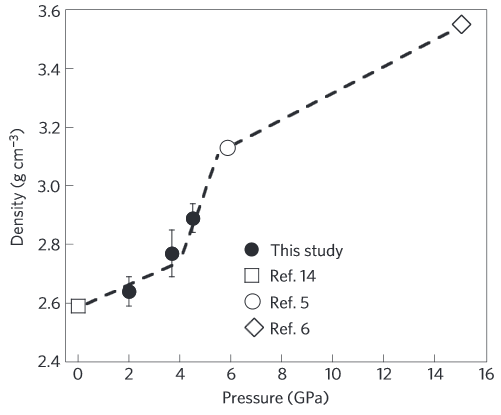 3.6
3.4
3.2
3.0
2.8
2.6
2.4
Density (g cm⁻³)
This study
Ref. 14
Ref. 5
Ref. 6
0 2 4 6 8 10 12 14 16
Pressure (GPa)